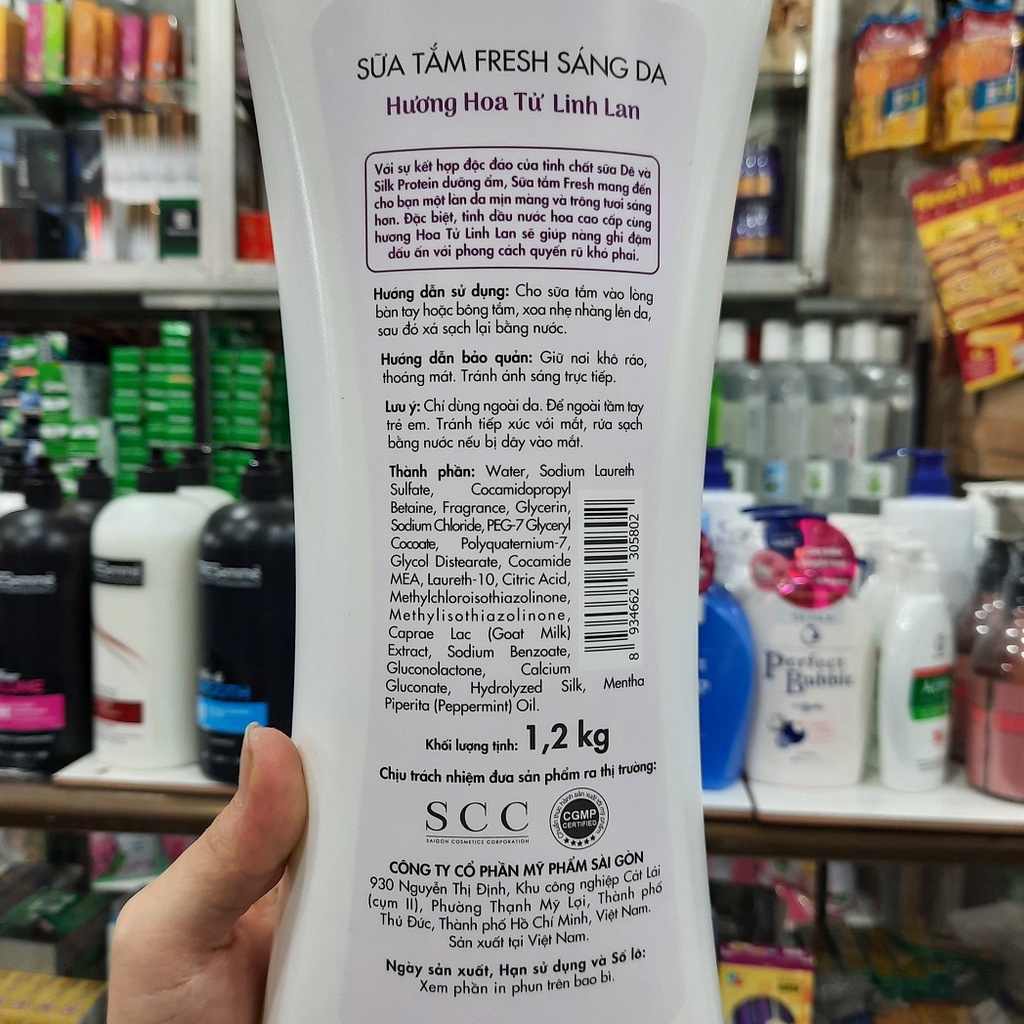 SỮA TẮM FRESH SÁNG DA
Hương Hoa Tử Linh Lan
Với sự kết hợp độc đáo của tinh chất sữa Dê và
Silk Protein dưỡng ẩm, Sữa tắm Fresh mang đến
cho bạn một làn da mịn màng và trông tươi sáng
hơn. Đặc biệt, tinh dầu nước hoa cao cấp cùng
hương Hoa Tử Linh Lan sẽ giúp nàng ghi đậm
dấu ấn với phong cách quyến rũ khó phai.
Hướng dẫn sử dụng: Cho sữa tắm vào lòng
bàn tay hoặc bông tắm, xoa nhẹ nhàng lên da,
sau đó xả sạch lại bằng nước.
Hướng dẫn bảo quản: Giữ nơi khô ráo,
thoáng mát. Tránh ánh sáng trực tiếp.
Lưu ý: Chỉ dùng ngoài da. Để ngoài tầm tay
trẻ em. Tránh tiếp xúc với mắt, rửa sạch
bằng nước nếu bị dây vào mắt.
Thành phần: Water, Sodium Laureth
Sulfate, Cocamidopropyl
Betaine, Fragrance, Glycerin,
Sodium Chloride, PEG-7 Glyceryl
Cocoate, Polyquaternium-7,
Glycol Distearate, Cocamide
MEA, Laureth-10, Citric Acid,
Methylchloroisothiazolinone,
Methylisothiazolinone,
Caprae Lac (Goat Milk)
Extract, Sodium Benzoate,
Gluconolactone, Calcium
Gluconate, Hydrolyzed Silk, Mentha
Piperita (Peppermint) Oil.
8 934662 305802
Khối lượng tịnh: 1,2 kg
Chịu trách nhiệm đưa sản phẩm ra thị trường:
SCC
SAIGON COSMETICS CORPORATION
CGMP
CERTIFIED
CÔNG TY CỔ PHẦN MỸ PHẨM SÀI GÒN
930 Nguyễn Thị Định, Khu công nghiệp Cát Lái
(cụm II), Phường Thạnh Mỹ Lợi, Thành phố
Thủ Đức, Thành phố Hồ Chí Minh, Việt Nam.
Sản xuất tại Việt Nam.
Ngày sản xuất, Hạn sử dụng và Số lô:
Xem phần in phun trên bao bì.
Perfect
Bubble